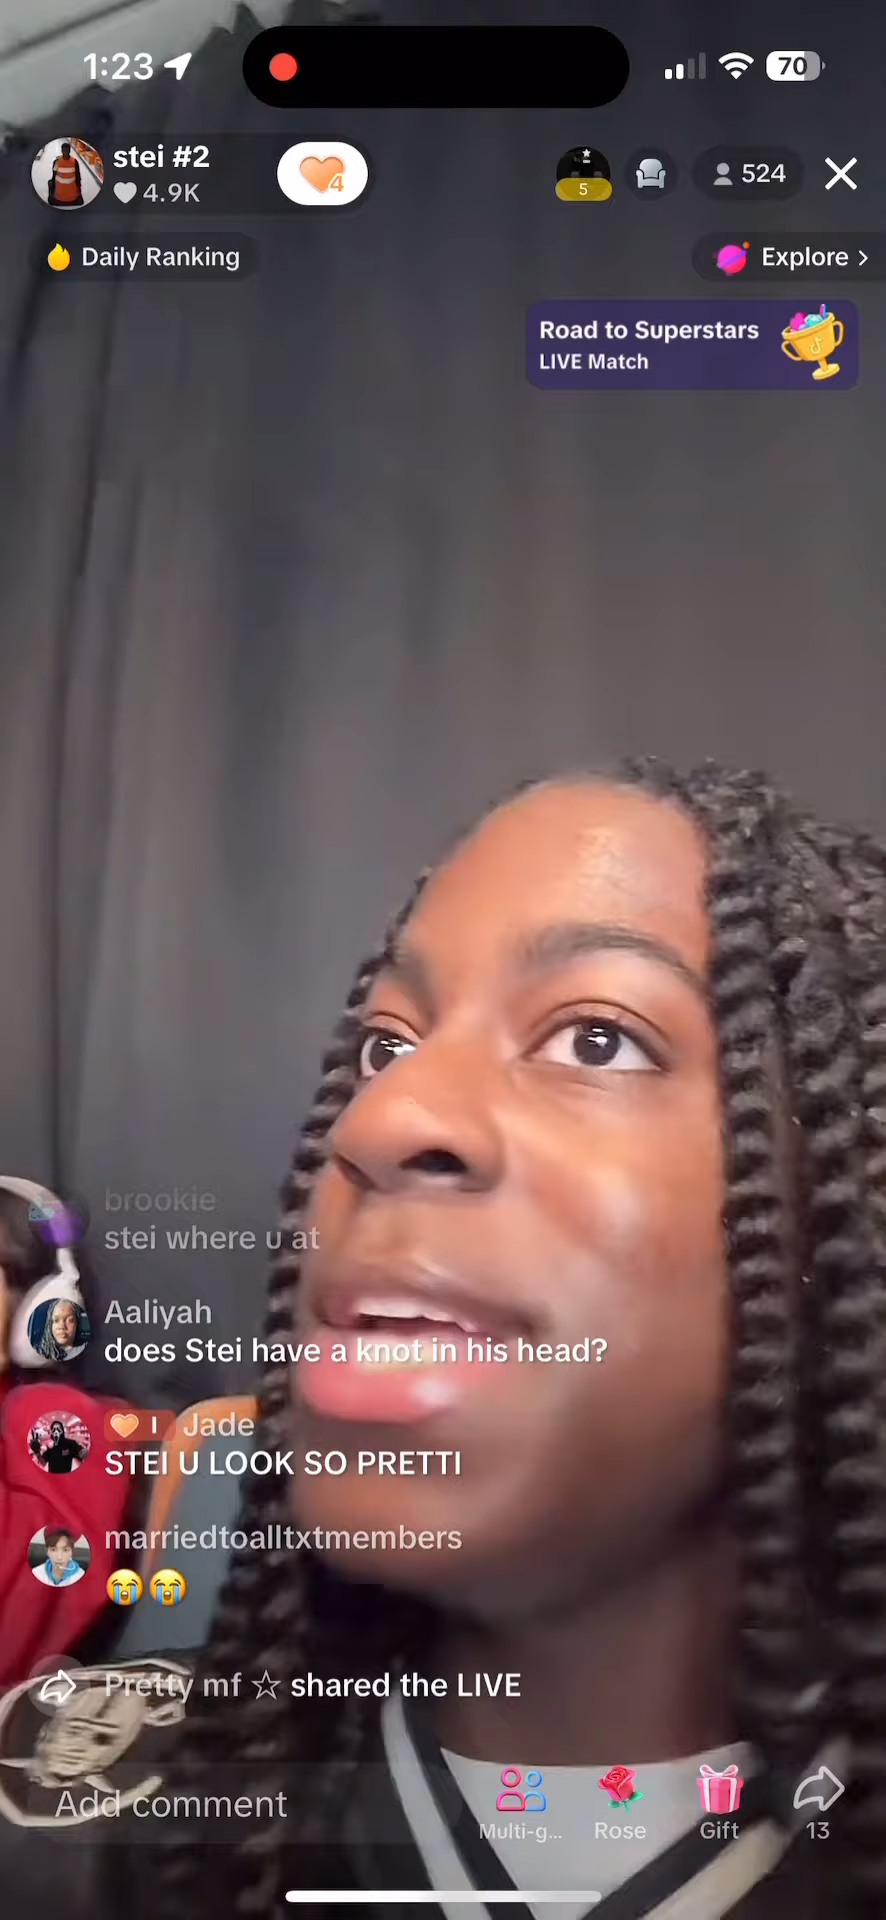 1:23
70
stei #2
4.9K
4
5
524
Daily Ranking
Explore >
Road to Superstars
LIVE Match
brookie
stei where u at
Aaliyah
does Stei have a knot in his head?
I Jade
STEI U LOOK SO PRETTI
marriedtoalltxtmembers
😭😭
Pretty mf ☆ shared the LIVE
Add comment
Multi-g...
Rose
Gift
13